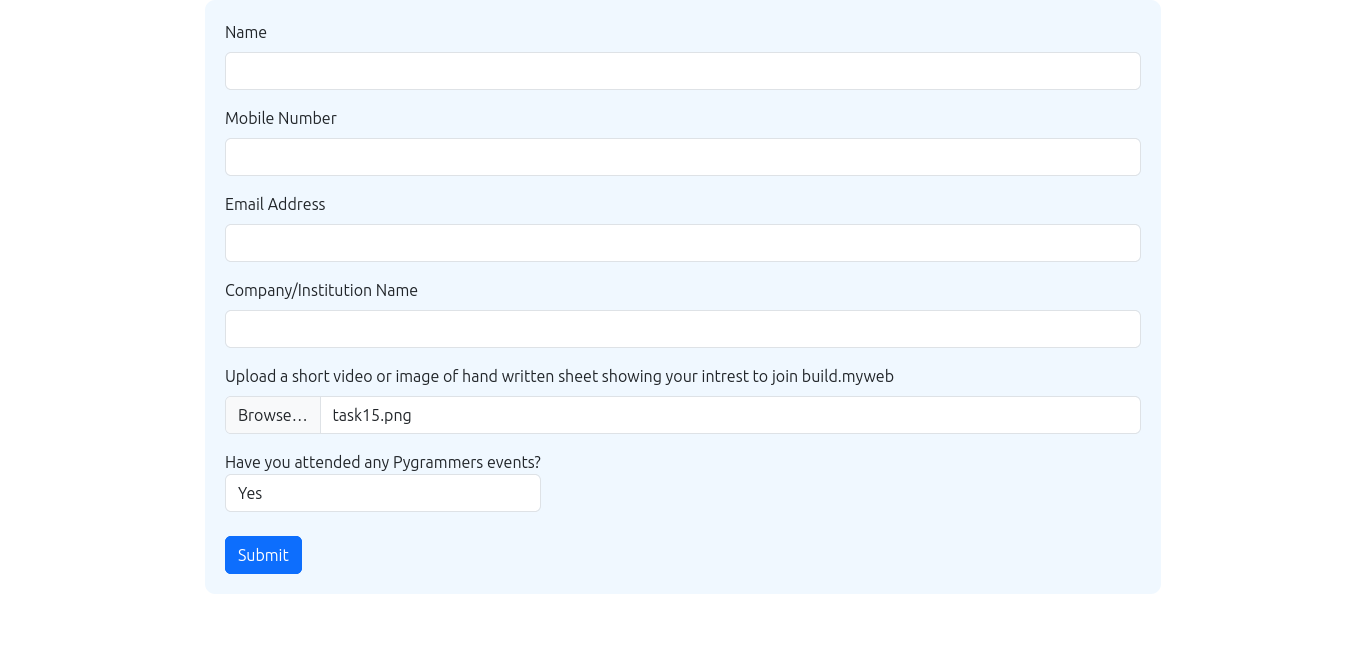 Name
Mobile Number
Email Address
Company/Institution Name
Upload a short video or image of hand written sheet showing your intrest to join build.myweb
Browse… task15.png
Have you attended any Pygrammers events?
Yes
Submit